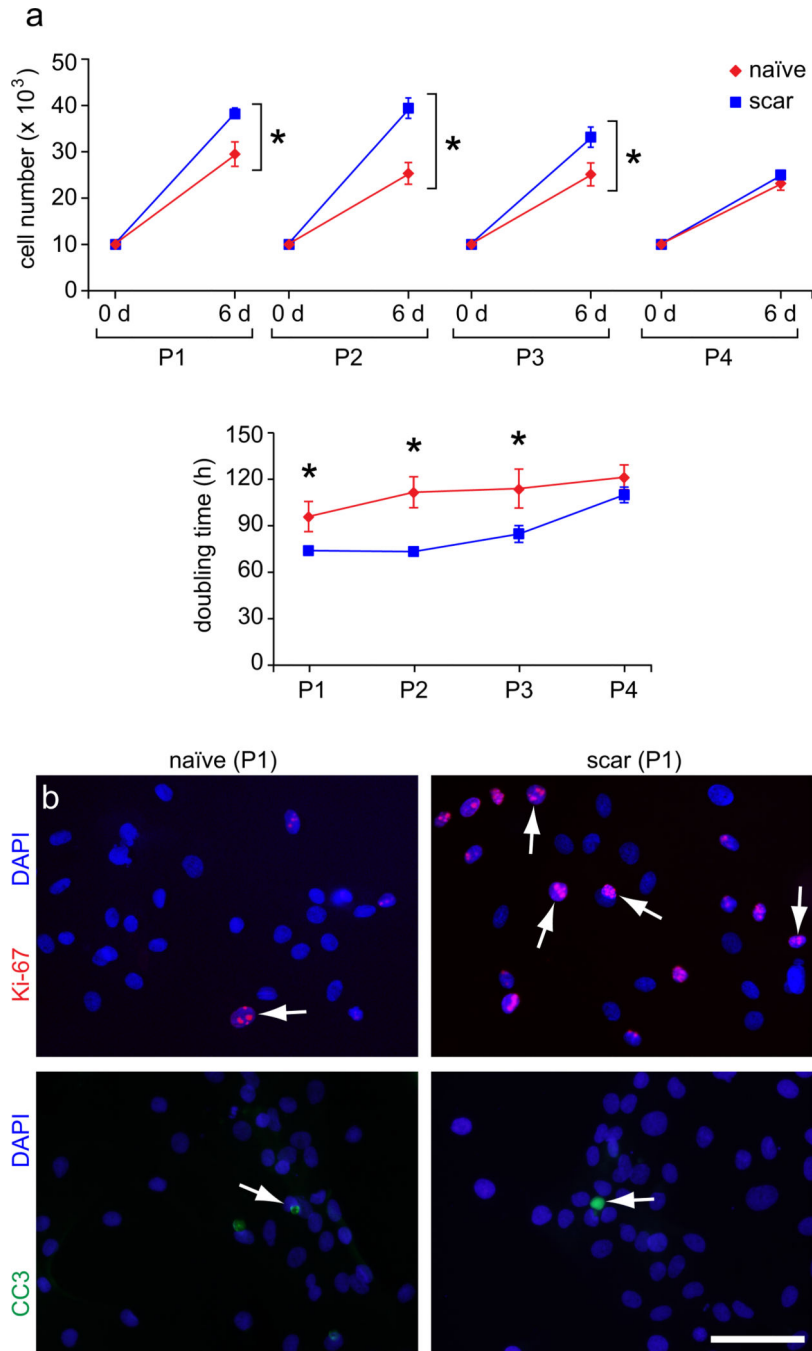 a
cell number (x 10³)
50
40
30
20
10
0
naïve
scar
*
*
*
0 d 6 d 0 d 6 d 0 d 6 d 0 d 6 d
P1 P2 P3 P4
doubling time (h)
150
120
90
60
30
0
* * *
P1 P2 P3 P4
naïve (P1) scar (P1)
b
Ki-67 DAPI
CC3 DAPI